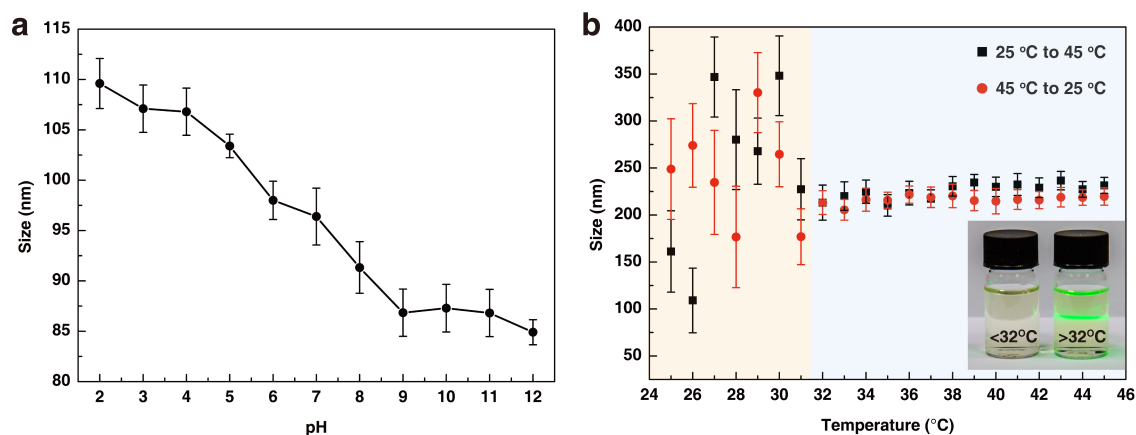 a
115
110
105
100
95
90
85
80
Size (nm)
2 3 4 5 6 7 8 9 10 11 12
pH
b
400
350
300
250
200
150
100
50
Size (nm)
25 °C to 45 °C
45 °C to 25 °C
<32°C
>32°C
24 26 28 30 32 34 36 38 40 42 44 46
Temperature (°C)